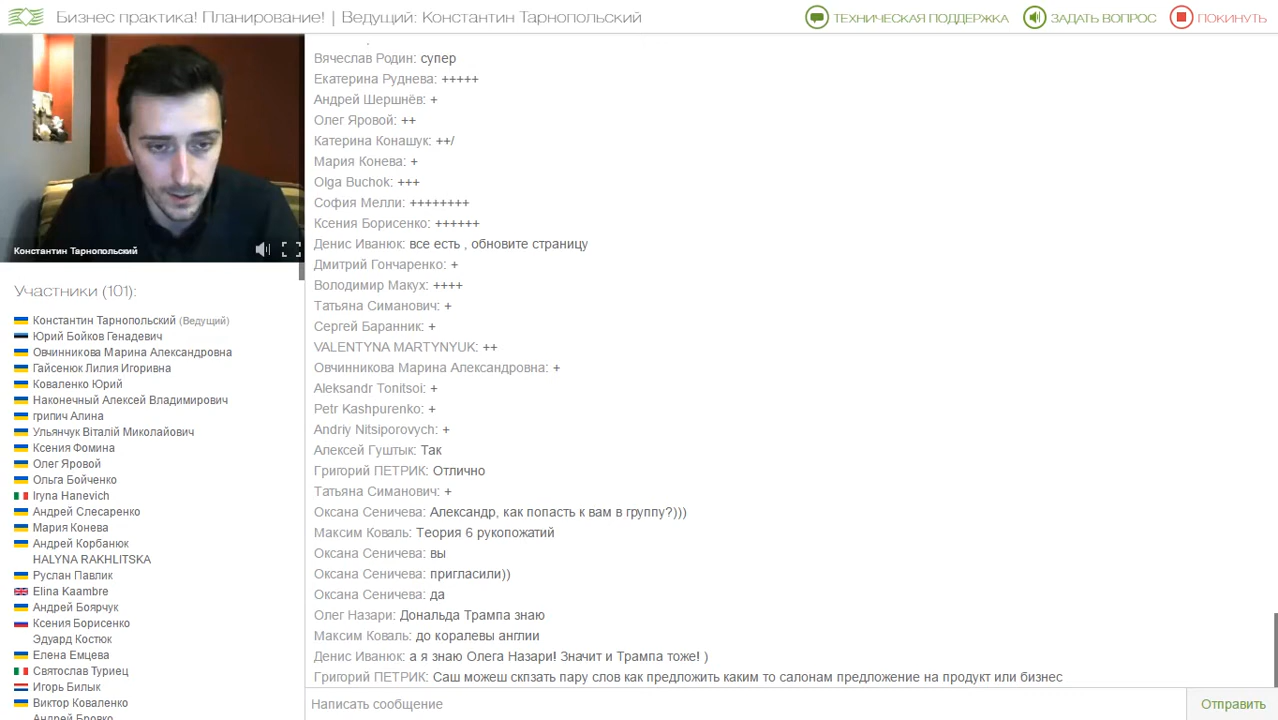 Бизнес практика! Планирование! | Ведущий: Константин Тарнопольский
ТЕХНИЧЕСКАЯ ПОДДЕРЖКА
ЗАДАТЬ ВОПРОС
ПОКИНУТЬ
Константин Тарнопольский
Участники (101):
Константин Тарнопольский (Ведущий)
Юрий Бойков Генадевич
Овчинникова Марина Александровна
Гайсенюк Лилия Игоривна
Коваленко Юрий
Наконечный Алексей Владимирович
грипич Алина
Ульянчук Віталій Миколайович
Ксения Фомина
Олег Яровой
Ольга Бойченко
Iryna Hanevich
Андрей Слесаренко
Мария Конева
Андрей Корбанюк
HALYNA RAKHLITSKA
Руслан Павлик
Elina Kaambre
Андрей Боярчук
Ксения Борисенко
Эдуард Костюк
Елена Емцева
Святослав Туриец
Игорь Билык
Виктор Коваленко
Андрей Бровко
Вячеслав Родин: супер
Екатерина Руднева: +++++
Андрей Шершнёв: +
Олег Яровой: ++
Катерина Конашук: ++/
Мария Конева: +
Olga Buchok: +++
София Мелли: ++++++++
Ксения Борисенко: ++++++
Денис Иванюк: все есть , обновите страницу
Дмитрий Гончаренко: +
Володимир Макух: ++++
Татьяна Симанович: +
Сергей Баранник: +
VALENTYNA MARTYNYUK: ++
Овчинникова Марина Александровна: +
Aleksandr Tonitsoi: +
Petr Kashpurenko: +
Andriy Nitsiporovych: +
Алексей Гуштык: Так
Григорий ПЕТРИК: Отлично
Татьяна Симанович: +
Оксана Сеничева: Александр, как попасть к вам в группу?)))
Максим Коваль: Теория 6 рукопожатий
Оксана Сеничева: вы
Оксана Сеничева: пригласили))
Оксана Сеничева: да
Олег Назари: Дональда Трампа знаю
Максим Коваль: до коралевы англии
Денис Иванюк: а я знаю Олега Назари! Значит и Трампа тоже! )
Григорий ПЕТРИК: Саш можеш скпзать пару слов как предложить каким то салонам предложение на продукт или бизнес
Написать сообщение
Отправить